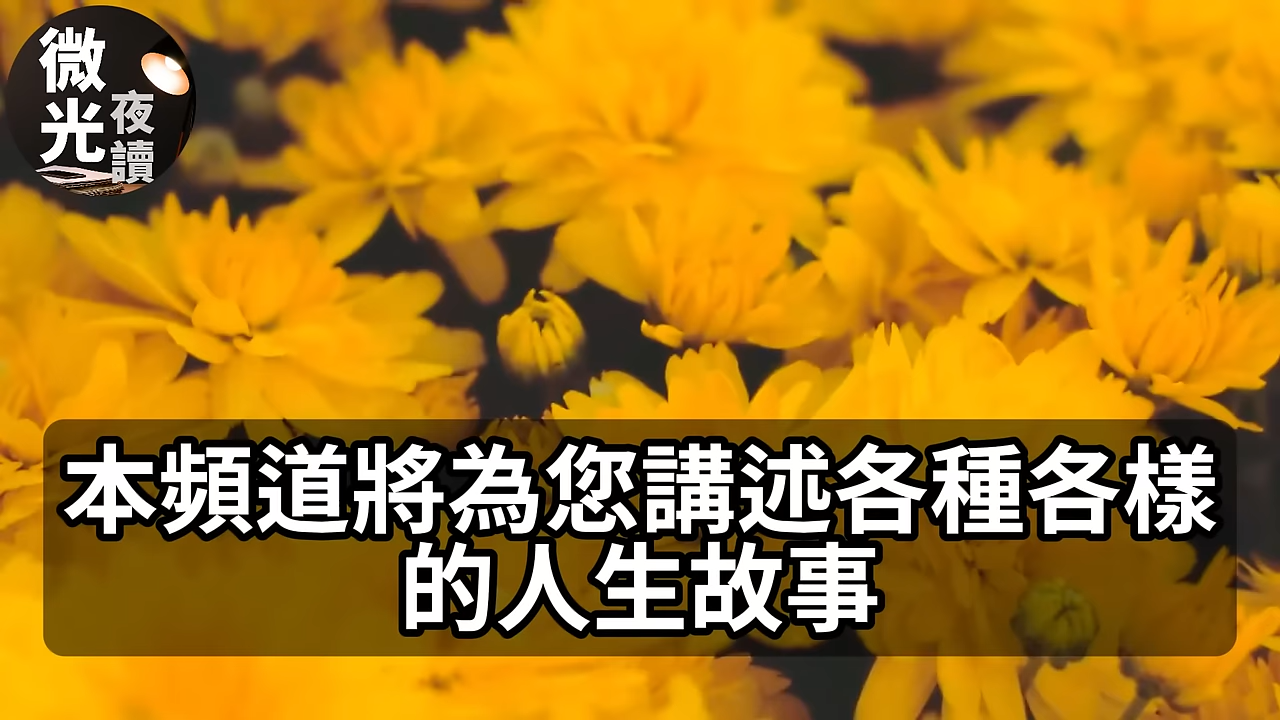 微光
夜讀
本頻道將為您講述各種各樣
的人生故事